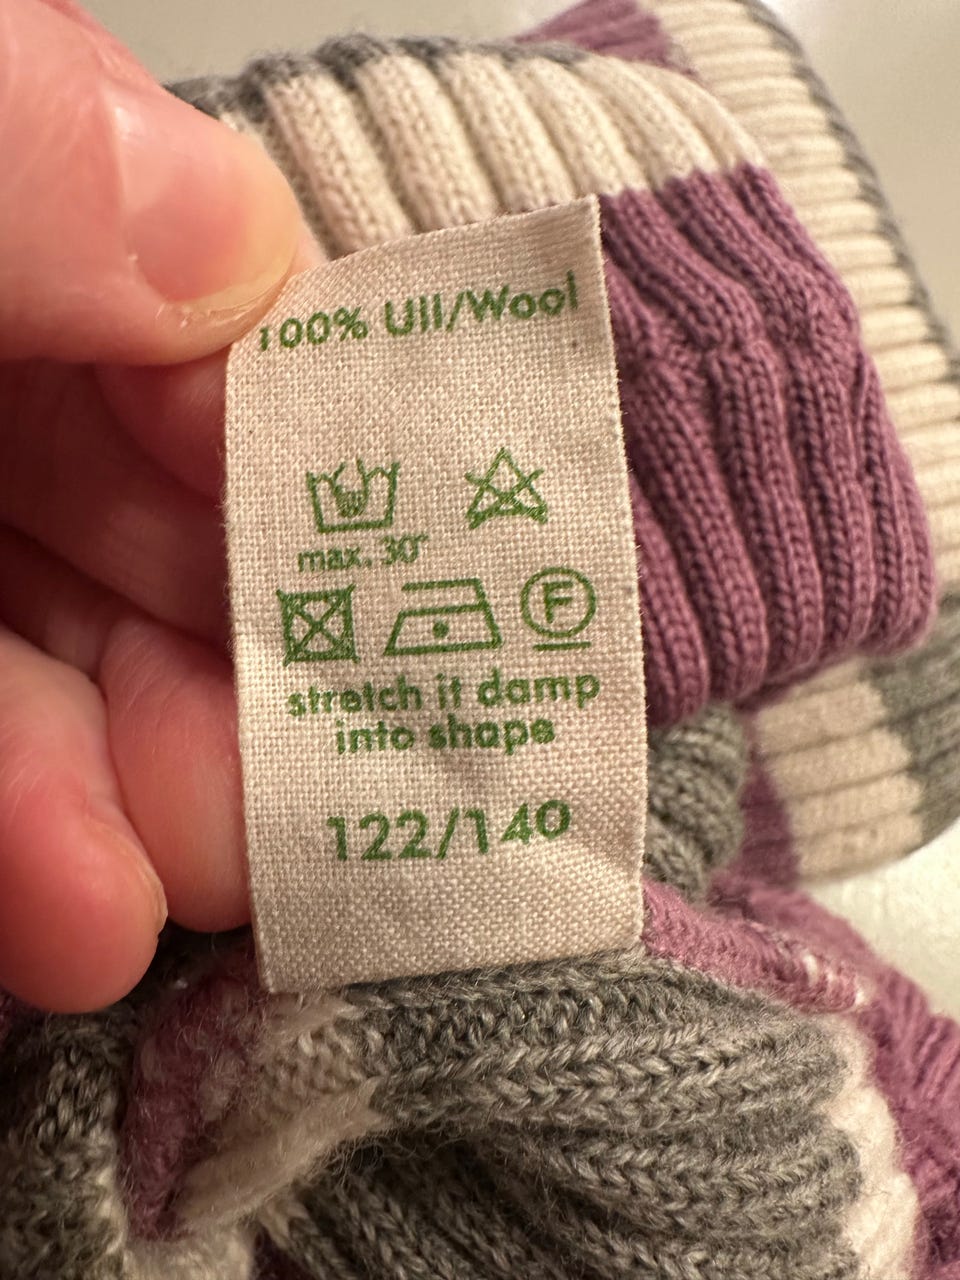 100% Ull/Wool
max. 30°
F
stretch it damp
into shape
122/140